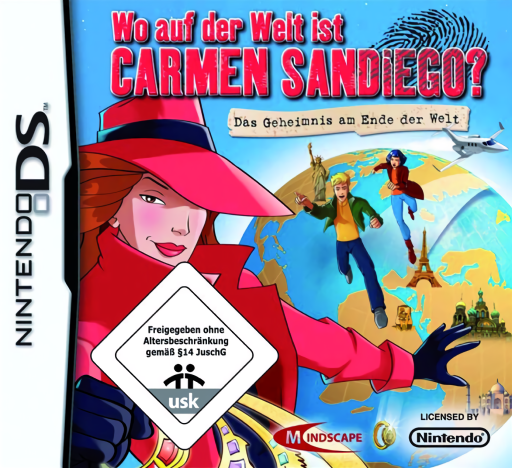 Wo auf der Welt ist
CARMEN SANDiEGO?
Das Geheimnis am Ende der Welt
NINTENDO DS™
Freigegeben ohne
Altersbeschränkung
gemäß §14 JuschG
usk
MINDSCAPE
LICENSED BY
Nintendo